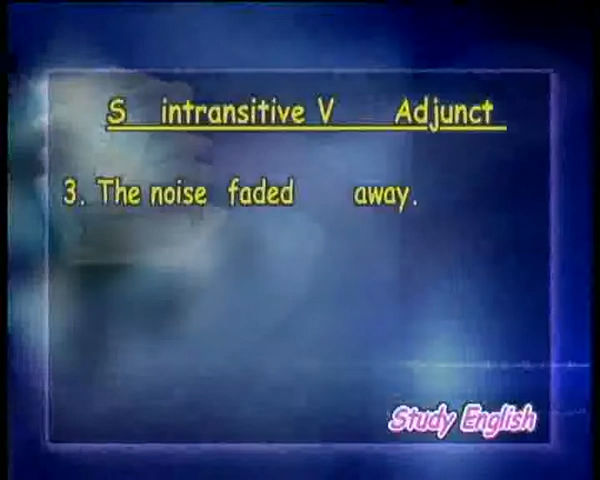 S intransitive V Adjunct
3. The noise faded away.
Study English